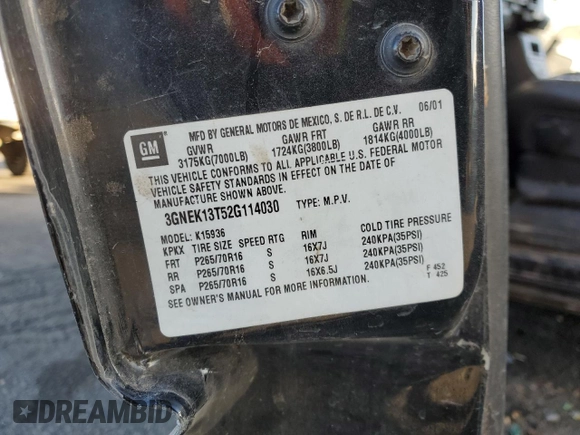 GM
MFD BY GENERAL MOTORS DE MEXICO, S. DE R.L. DE C.V. 06/01
GVWR GAWR FRT GAWR RR
3175KG(7000LB) 1724KG(3800LB) 1814KG(4000LB)
THIS VEHICLE CONFORMS TO ALL APPLICABLE U.S. FEDERAL MOTOR
VEHICLE SAFETY STANDARDS IN EFFECT ON THE DATE OF
MANUFACTURE SHOWN ABOVE.
3GNEK13T52G114030 TYPE: M.P.V.
MODEL: K15936
KPKX TIRE SIZE SPEED RTG RIM COLD TIRE PRESSURE
FRT P265/70R16 S 16X7J 240KPA(35PSI)
RR P265/70R16 S 16X7J 240KPA(35PSI)
SPA P265/70R16 S 16X6.5J 240KPA(35PSI)
SEE OWNER'S MANUAL FOR MORE INFORMATION.
F 452
T 425
DREAMBID